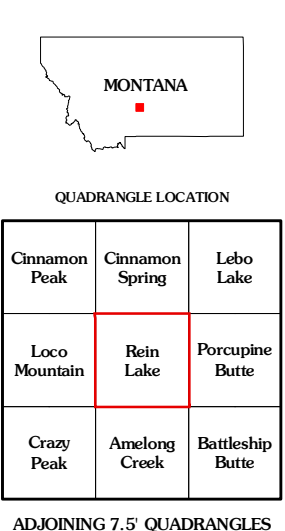 MONTANA
QUADRANGLE LOCATION
Cinnamon
Peak
Cinnamon
Spring
Lebo
Lake
Loco
Mountain
Rein
Lake
Porcupine
Butte
Crazy
Peak
Amelong
Creek
Battleship
Butte
ADJOINING 7.5' QUADRANGLES